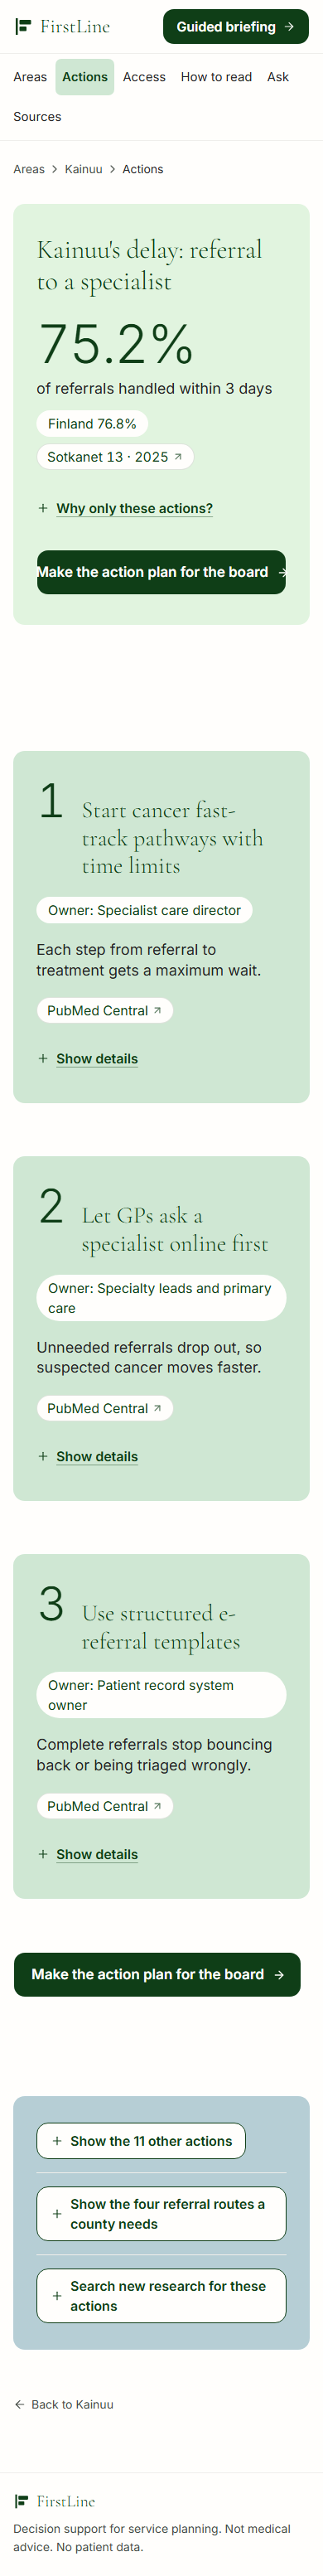 FirstLine
Guided briefing →
Areas Actions Access How to read Ask
Sources
Areas > Kainuu > Actions
Kainuu's delay: referral
to a specialist
75.2%
of referrals handled within 3 days
Finland 76.8%
Sotkanet 13 · 2025 ↗
+ Why only these actions?
Make the action plan for the board →
1 Start cancer fast-
track pathways with
time limits
Owner: Specialist care director
Each step from referral to
treatment gets a maximum wait.
PubMed Central ↗
+ Show details
2 Let GPs ask a
specialist online first
Owner: Specialty leads and primary
care
Unneeded referrals drop out, so
suspected cancer moves faster.
PubMed Central ↗
+ Show details
3 Use structured e-
referral templates
Owner: Patient record system
owner
Complete referrals stop bouncing
back or being triaged wrongly.
PubMed Central ↗
+ Show details
Make the action plan for the board →
+ Show the 11 other actions
+ Show the four referral routes a
county needs
+ Search new research for these
actions
← Back to Kainuu
FirstLine
Decision support for service planning. Not medical
advice. No patient data.